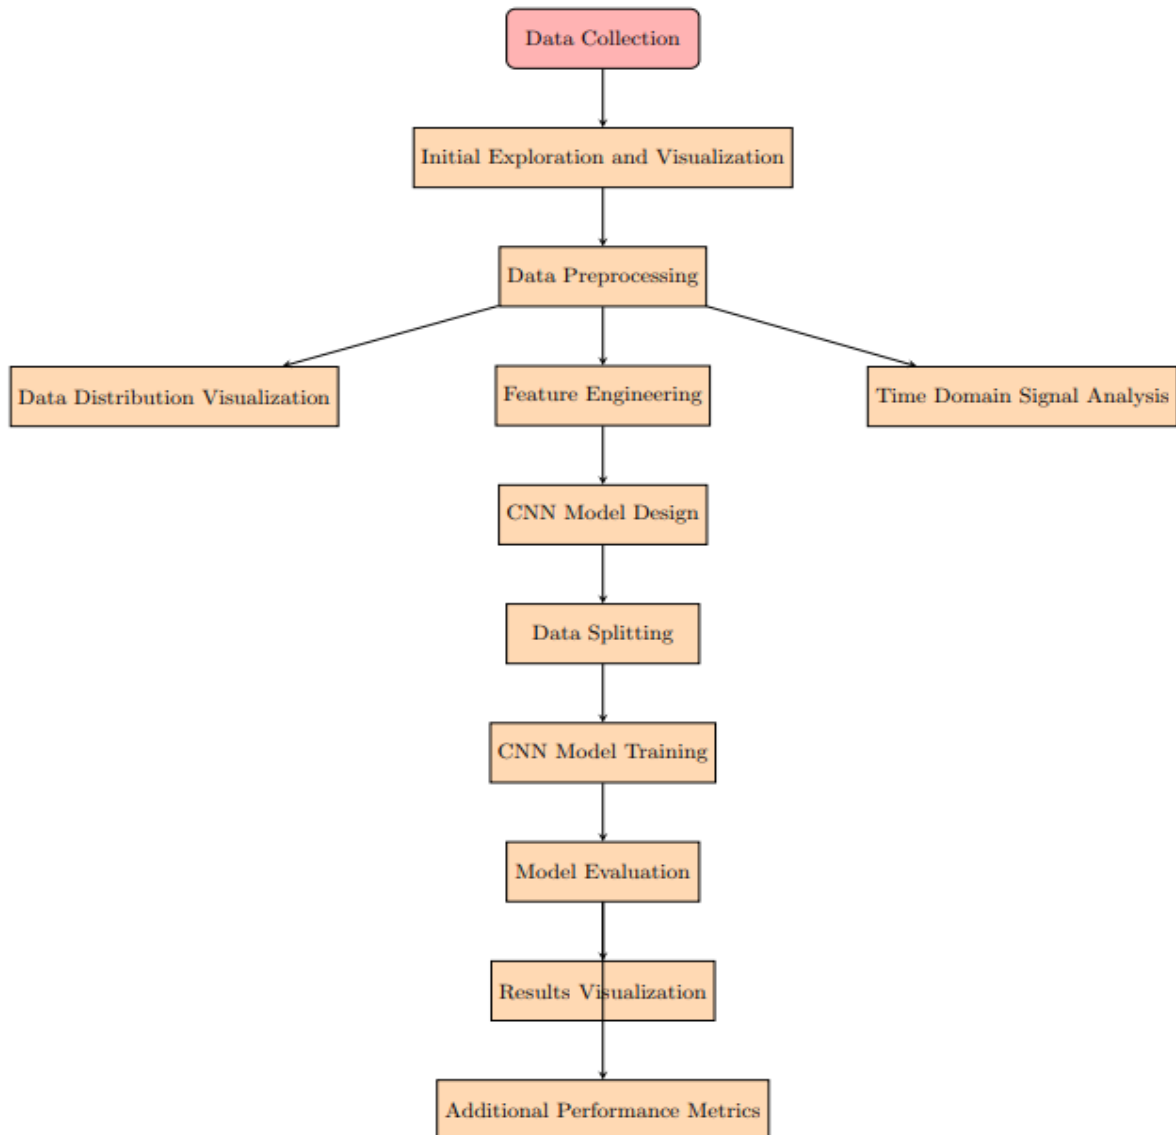 Data Collection
Initial Exploration and Visualization
Data Preprocessing
Data Distribution Visualization
Feature Engineering
Time Domain Signal Analysis
CNN Model Design
Data Splitting
CNN Model Training
Model Evaluation
Results Visualization
Additional Performance Metrics